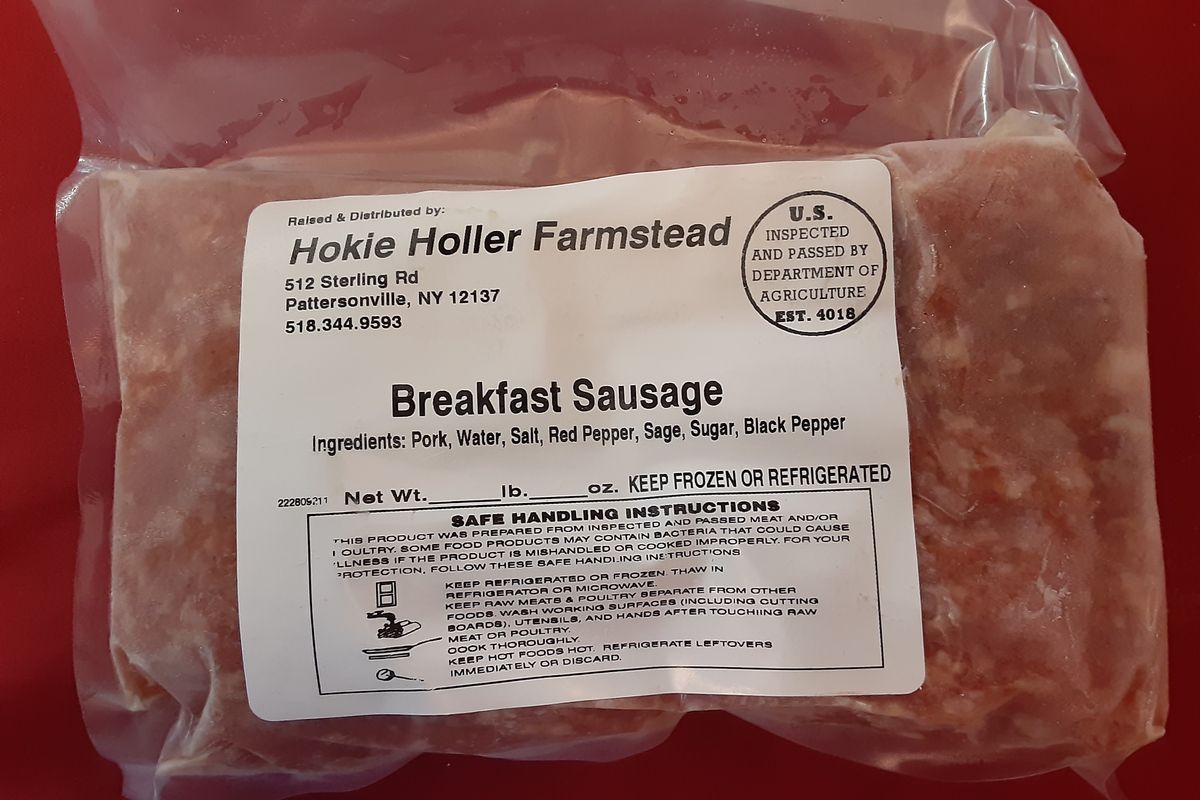 Raised & Distributed by:
Hokie Holler Farmstead
512 Sterling Rd
Pattersonville, NY 12137
518.344.9593
U.S.
INSPECTED
AND PASSED BY
DEPARTMENT OF
AGRICULTURE
EST. 4018
Breakfast Sausage
Ingredients: Pork, Water, Salt, Red Pepper, Sage, Sugar, Black Pepper
222809211 Net Wt.______lb.______oz. KEEP FROZEN OR REFRIGERATED
SAFE HANDLING INSTRUCTIONS
THIS PRODUCT WAS PREPARED FROM INSPECTED AND PASSED MEAT AND/OR
OULTRY. SOME FOOD PRODUCTS MAY CONTAIN BACTERIA THAT COULD CAUSE
LLNESS IF THE PRODUCT IS MISHANDLED OR COOKED IMPROPERLY. FOR YOUR
ROTECTION, FOLLOW THESE SAFE HANDLING INSTRUCTIONS
KEEP REFRIGERATED OR FROZEN. THAW IN
REFRIGERATOR OR MICROWAVE.
KEEP RAW MEATS & POULTRY SEPARATE FROM OTHER
FOODS. WASH WORKING SURFACES (INCLUDING CUTTING
BOARDS), UTENSILS, AND HANDS AFTER TOUCHIING RAW
MEAT OR POULTRY.
COOK THOROUGHLY.
KEEP HOT FOODS HOT. REFRIGERATE LEFTOVERS
IMMEDIATELY OR DISCARD.